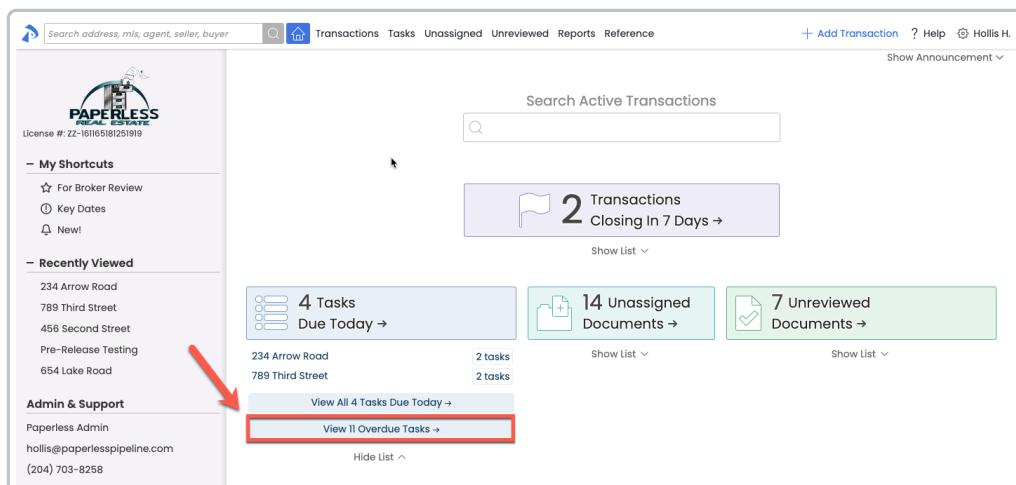 Search address, mls, agent, seller, buyer
Transactions Tasks Unassigned Unreviewed Reports Reference
+ Add Transaction ? Help Hollis H.
Show Announcement
PAPERLESS
REAL ESTATE
License #: ZZ-161165181251919
– My Shortcuts
For Broker Review
Key Dates
New!
– Recently Viewed
234 Arrow Road
789 Third Street
456 Second Street
Pre-Release Testing
654 Lake Road
Admin & Support
Paperless Admin
hollis@paperlesspipeline.com
(204) 703-8258
Search Active Transactions
2 Transactions
Closing In 7 Days →
Show List
4 Tasks
Due Today →
234 Arrow Road 2 tasks
789 Third Street 2 tasks
View All 4 Tasks Due Today →
View 11 Overdue Tasks →
Hide List
14 Unassigned
Documents →
Show List
7 Unreviewed
Documents →
Show List